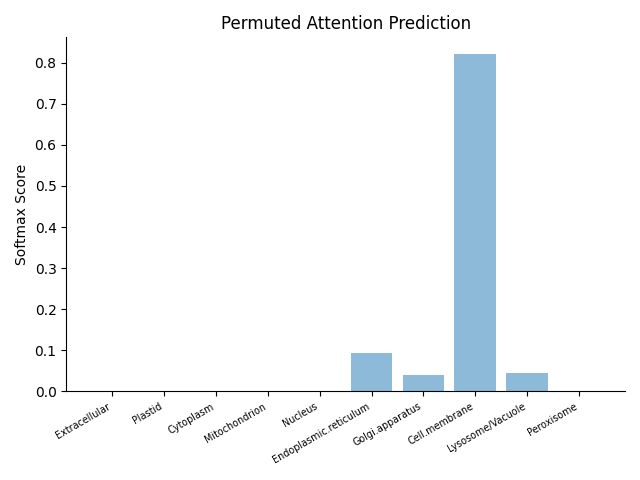 Permuted Attention Prediction
Softmax Score
0.8
0.7
0.6
0.5
0.4
0.3
0.2
0.1
0.0
Extracellular
Plastid
Cytoplasm
Mitochondrion
Nucleus
Endoplasmic.reticulum
Golgi.apparatus
Cell.membrane
Lysosome/Vacuole
Peroxisome